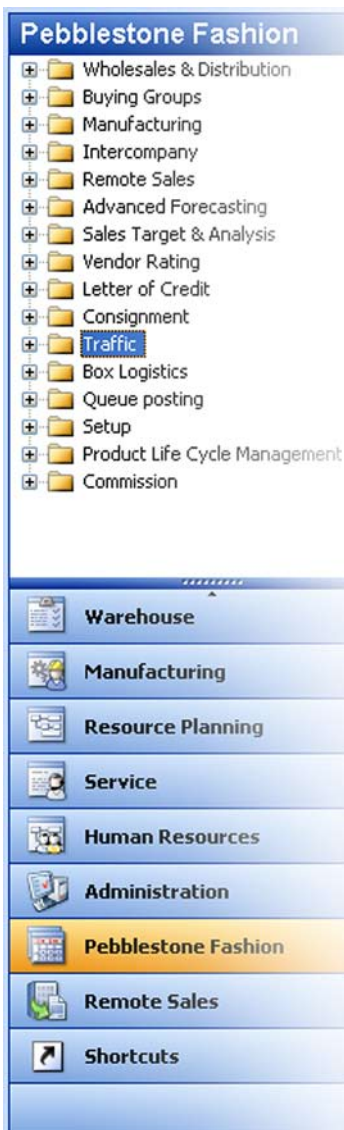 Pebblestone Fashion
Wholesales & Distribution
Buying Groups
Manufacturing
Intercompany
Remote Sales
Advanced Forecasting
Sales Target & Analysis
Vendor Rating
Letter of Credit
Consignment
Traffic
Box Logistics
Queue posting
Setup
Product Life Cycle Management
Commission
Warehouse
Manufacturing
Resource Planning
Service
Human Resources
Administration
Pebblestone Fashion
Remote Sales
Shortcuts